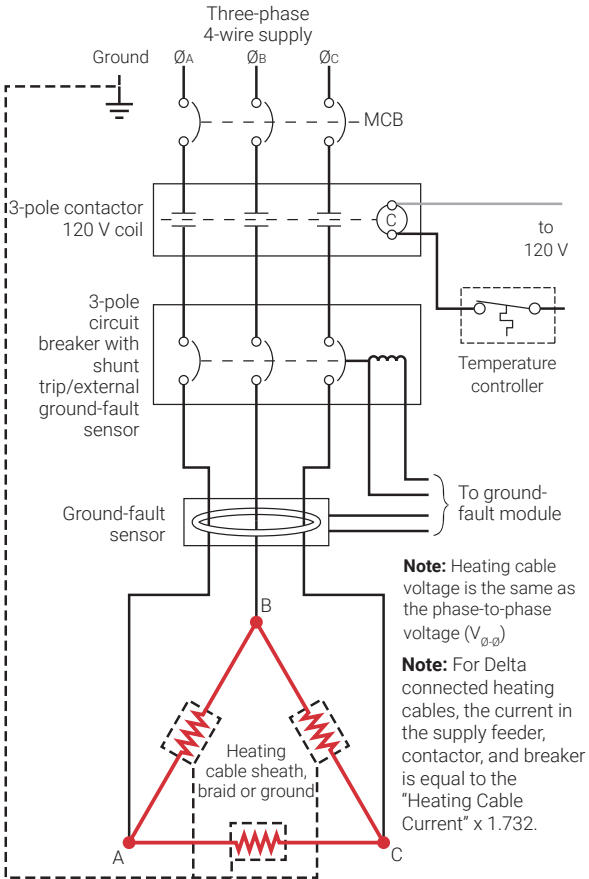 Three-phase
4-wire supply
Ground
ØA
ØB
ØC
MCB
3-pole contactor
120 V coil
C
to
120 V
3-pole
circuit
breaker with
shunt
trip/external
ground-fault
sensor
Temperature
controller
Ground-fault
sensor
To ground-
fault module
Note: Heating cable
voltage is the same as
the phase-to-phase
voltage (VØ-Ø)
Note: For Delta
connected heating
cables, the current in
the supply feeder,
contactor, and breaker
is equal to the
"Heating Cable
Current" x 1.732.
B
Heating
cable sheath,
braid or ground
A
C